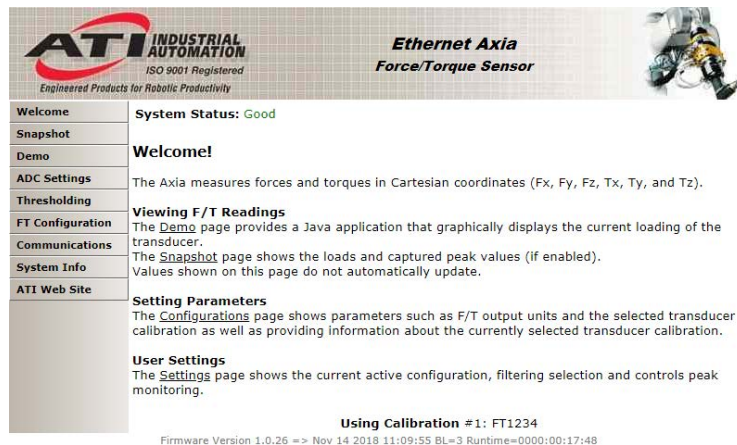 ATI INDUSTRIAL AUTOMATION
ISO 9001 Registered
Engineered Products for Robotic Productivity
Ethernet Axia
Force/Torque Sensor
Welcome
Snapshot
Demo
ADC Settings
Thresholding
FT Configuration
Communications
System Info
ATI Web Site
System Status: Good
Welcome!
The Axia measures forces and torques in Cartesian coordinates (Fx, Fy, Fz, Tx, Ty, and Tz).
Viewing F/T Readings
The Demo page provides a Java application that graphically displays the current loading of the
transducer.
The Snapshot page shows the loads and captured peak values (if enabled).
Values shown on this page do not automatically update.
Setting Parameters
The Configurations page shows parameters such as F/T output units and the selected transducer
calibration as well as providing information about the currently selected transducer calibration.
User Settings
The Settings page shows the current active configuration, filtering selection and controls peak
monitoring.
Using Calibration #1: FT1234
Firmware Version 1.0.26 => Nov 14 2018 11:09:55 BL=3 Runtime=0000:00:17:48